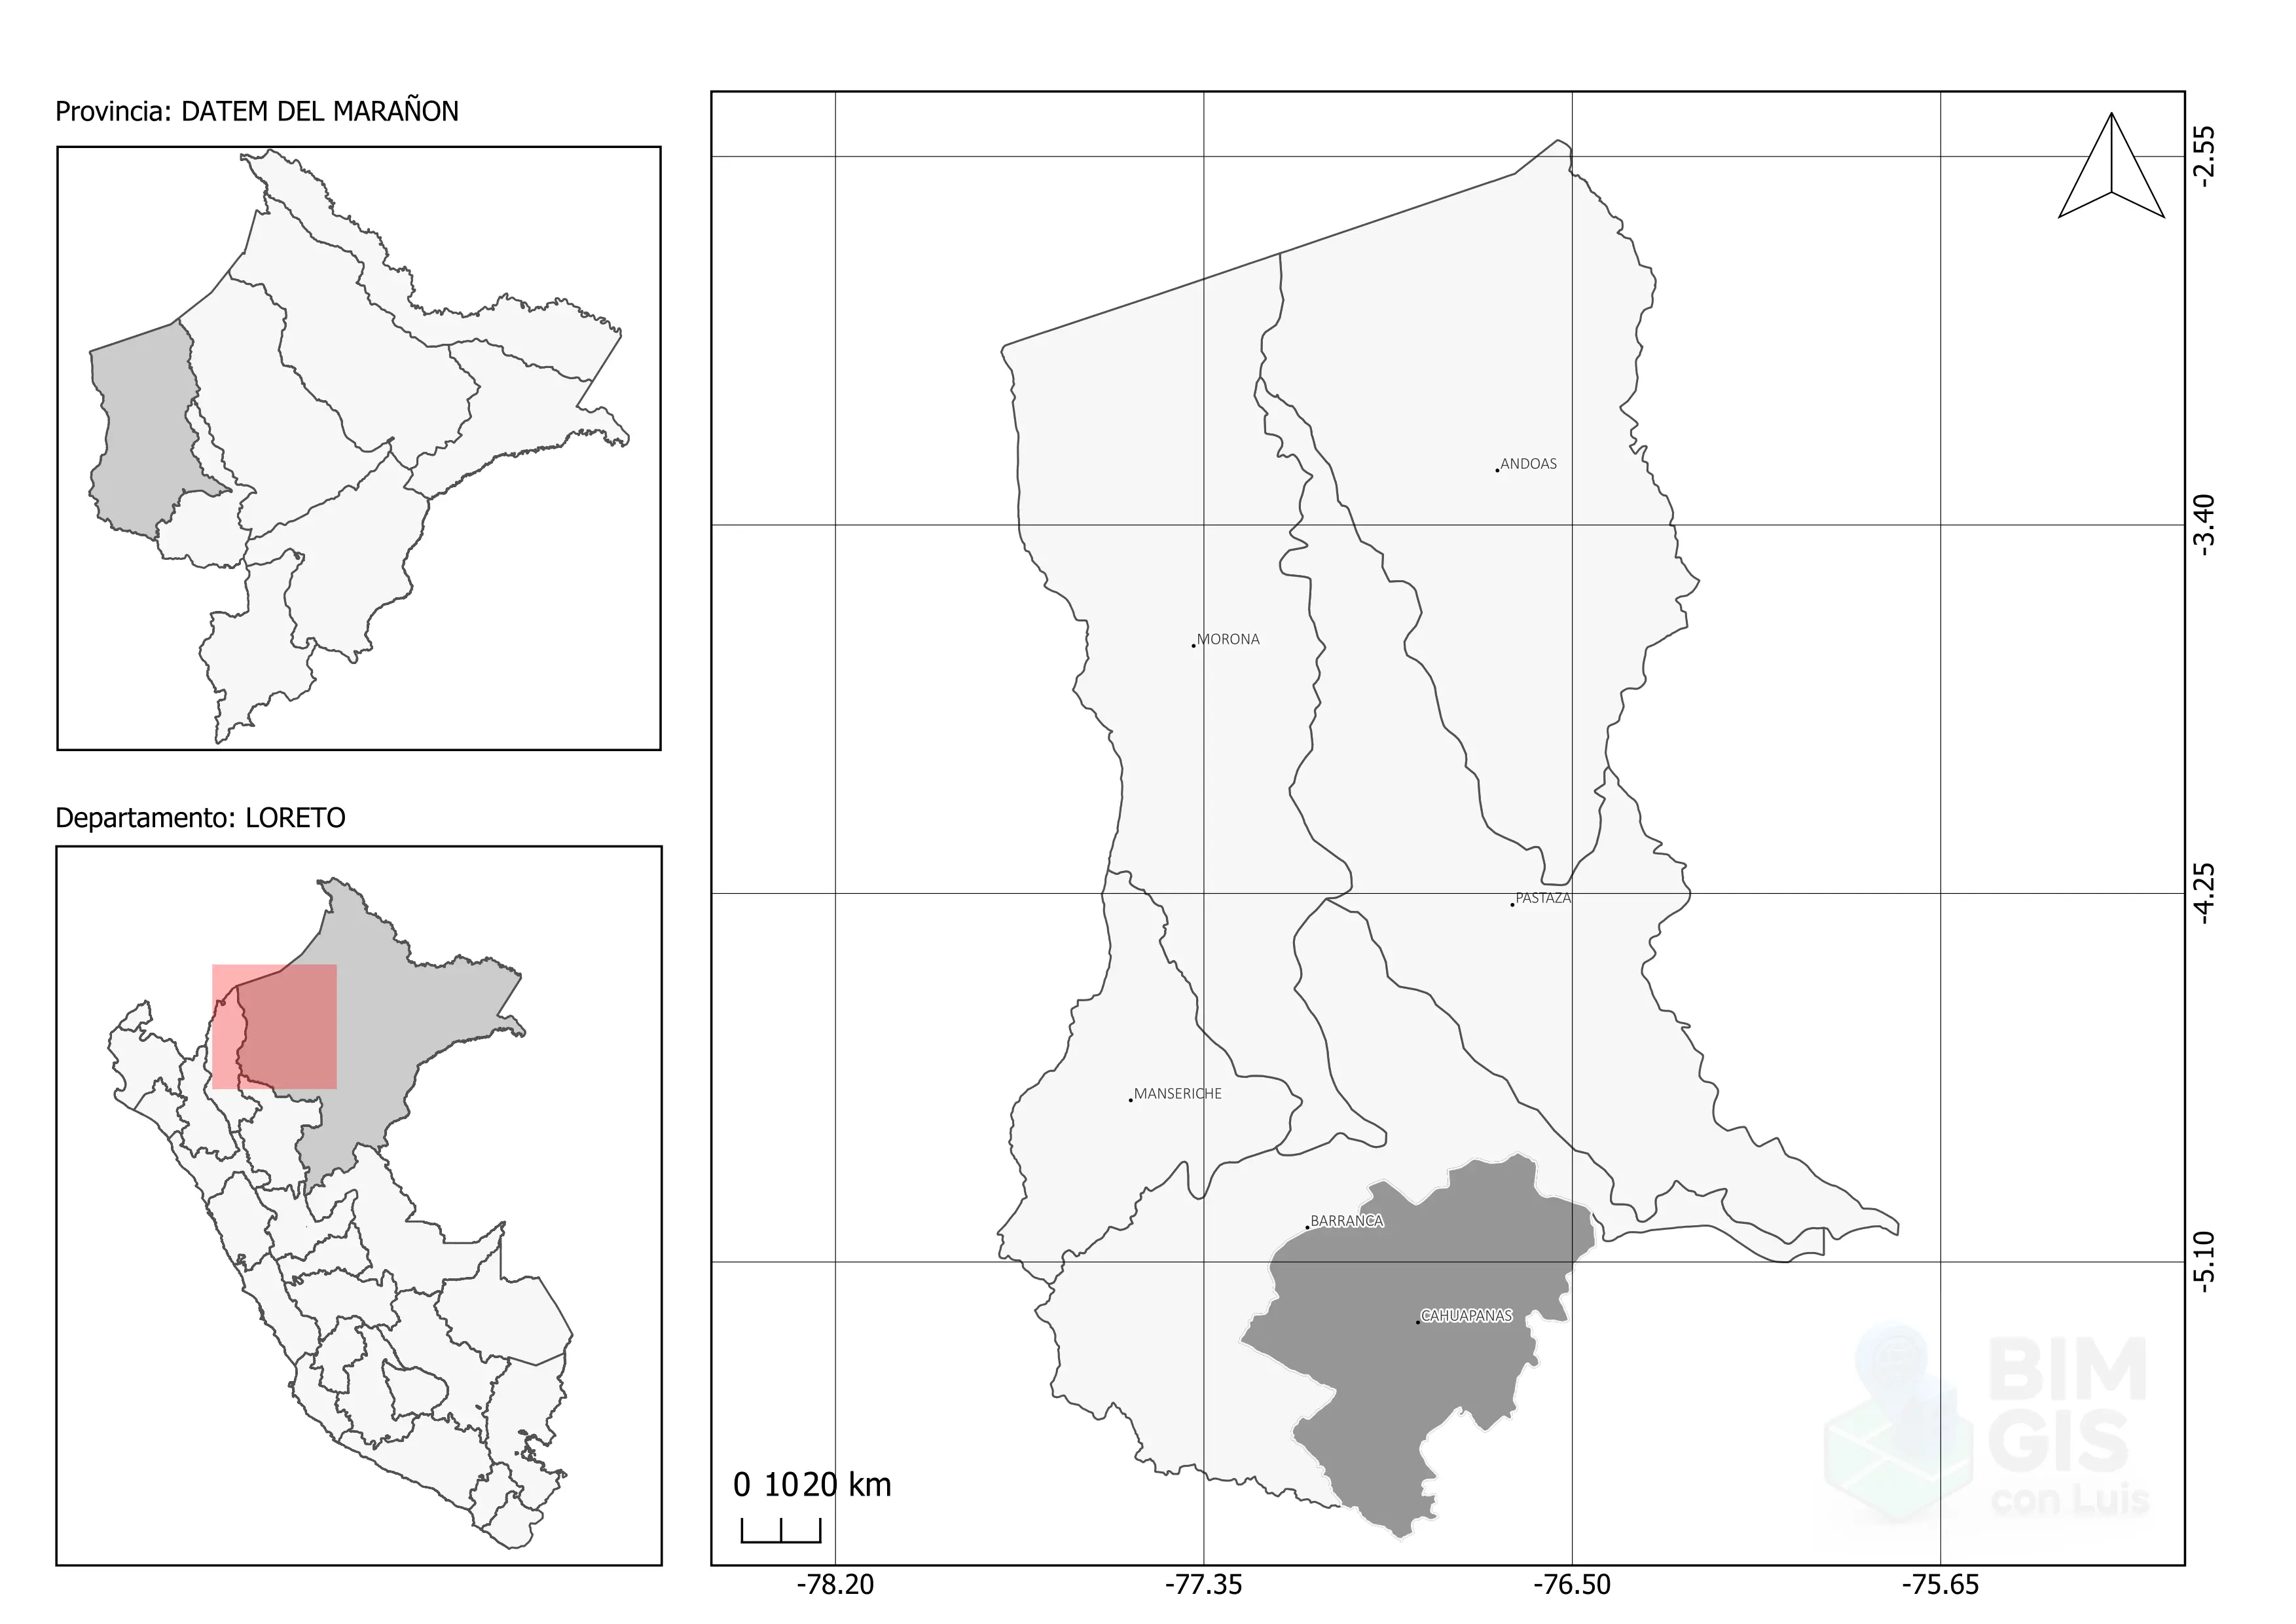 Provincia: DATEM DEL MARAÑON
Departamento: LORETO
ANDOAS
MORONA
PASTAZA
MANSERICHE
BARRANCA
CAHUAPANAS
-2.55
-3.40
-4.25
-5.10
0 10 20 km
-78.20
-77.35
-76.50
-75.65
BIM
GIS
con Luis